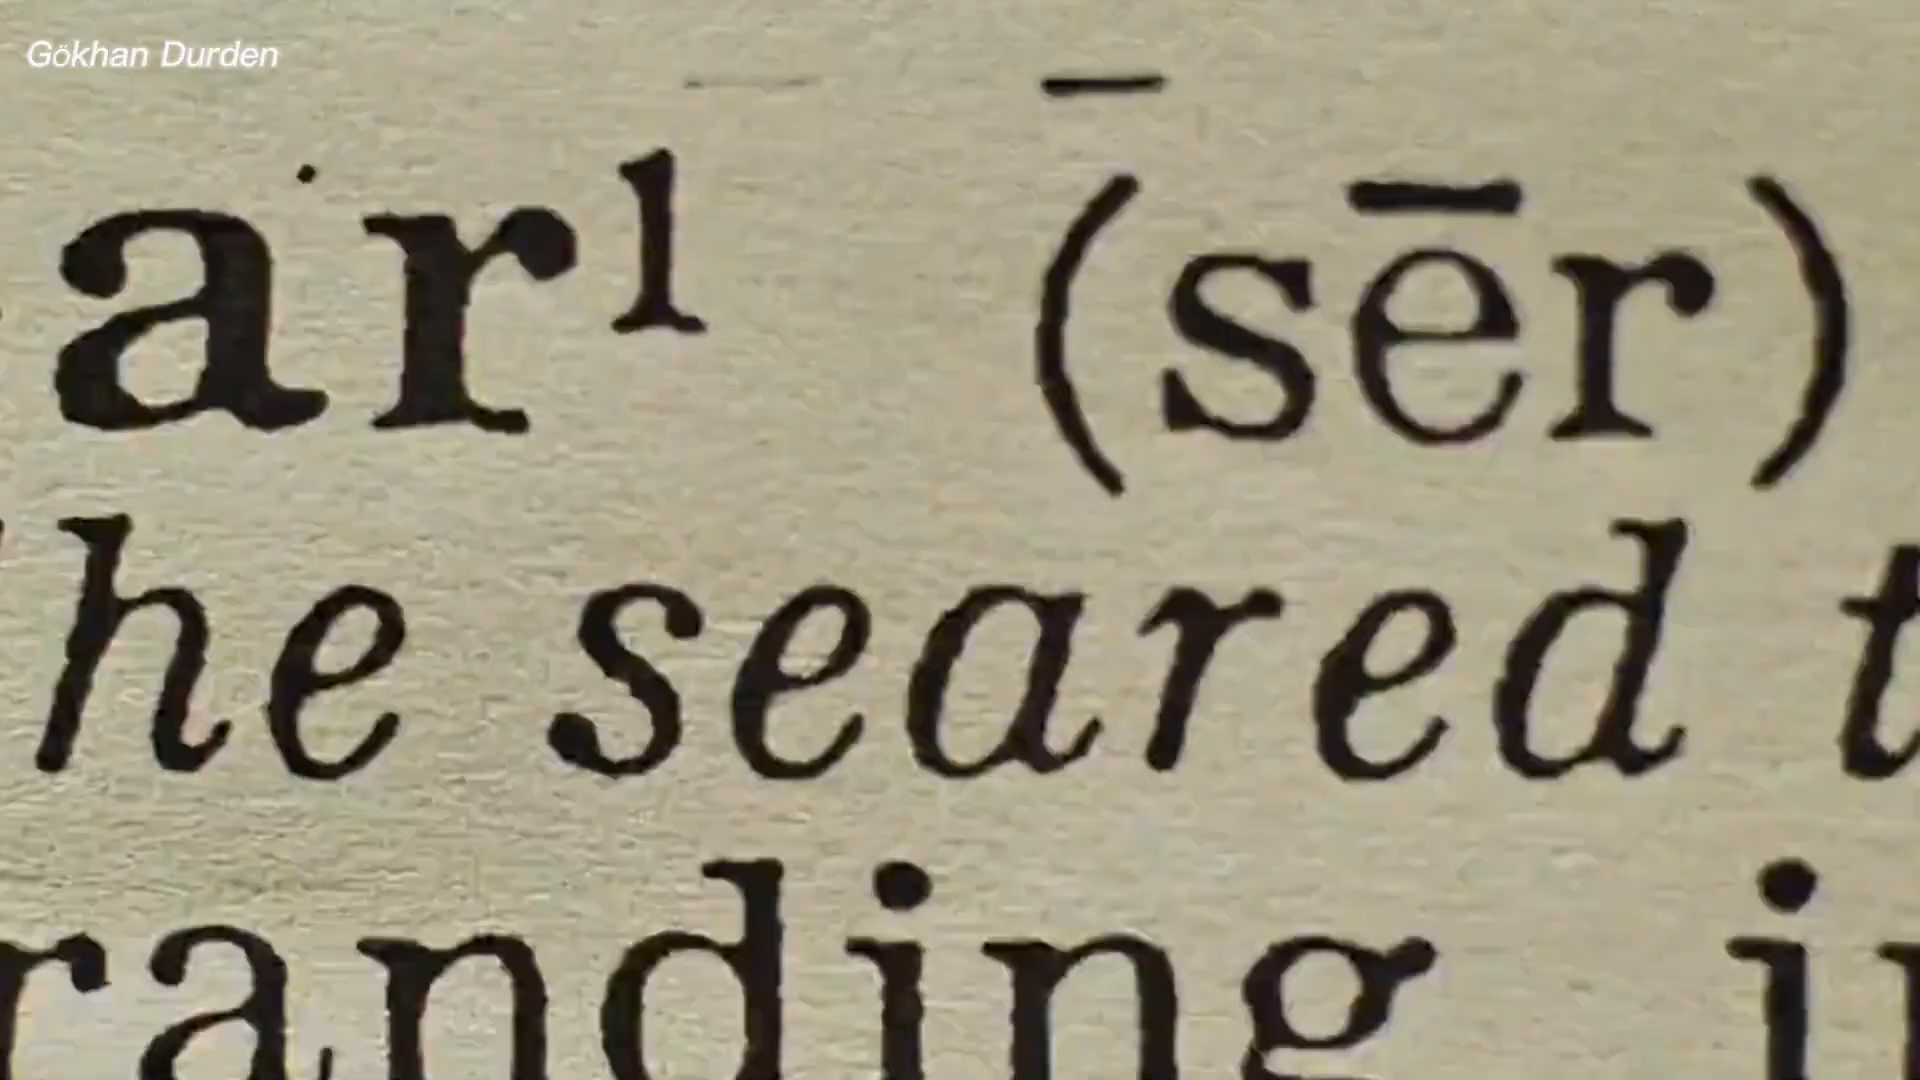 Gökhan Durden
ar¹ (sēr)
he seared t
randing i